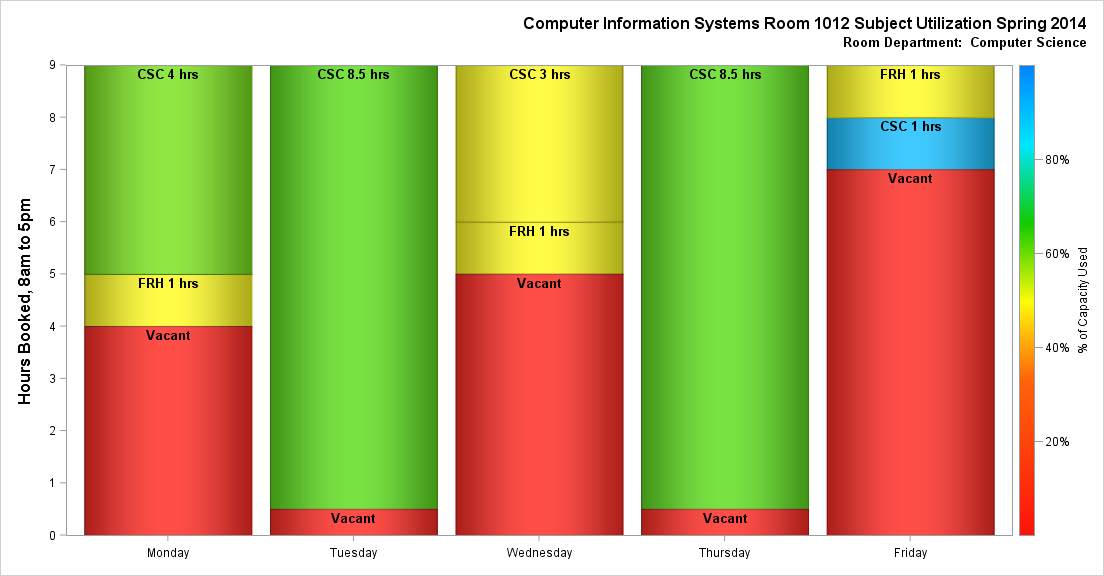 Computer Information Systems Room 1012 Subject Utilization Spring 2014
Room Department:  Computer Science
Hours Booked, 8am to 5pm
9
8
7
6
5
4
3
2
1
0
CSC 4 hrs
FRH 1 hrs
Vacant
CSC 8.5 hrs
Vacant
CSC 3 hrs
FRH 1 hrs
Vacant
CSC 8.5 hrs
Vacant
FRH 1 hrs
CSC 1 hrs
Vacant
Monday
Tuesday
Wednesday
Thursday
Friday
80%
60%
40%
20%
% of Capacity Used